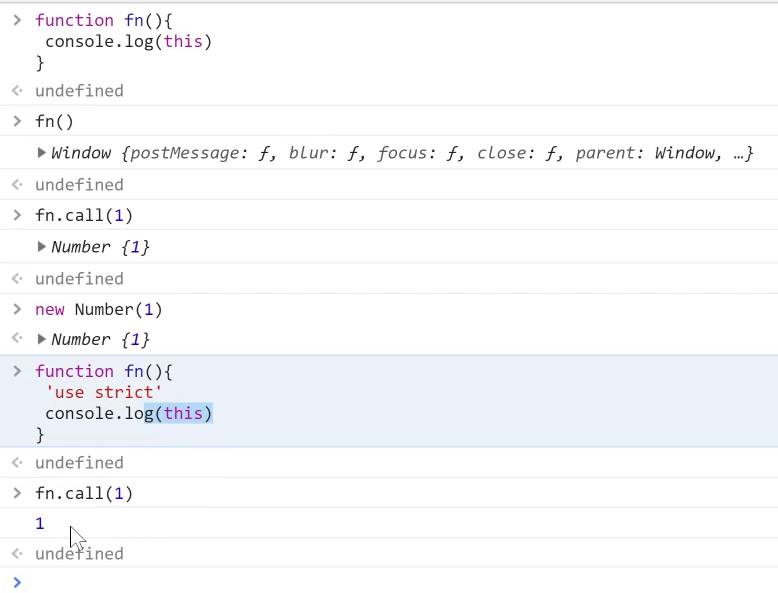 function fn(){
console.log(this)
}
undefined
fn()
Window {postMessage: ƒ, blur: ƒ, focus: ƒ, close: ƒ, parent: Window, …}
undefined
fn.call(1)
Number {1}
undefined
new Number(1)
Number {1}
function fn(){
'use strict'
console.log(this)
}
undefined
fn.call(1)
1
undefined